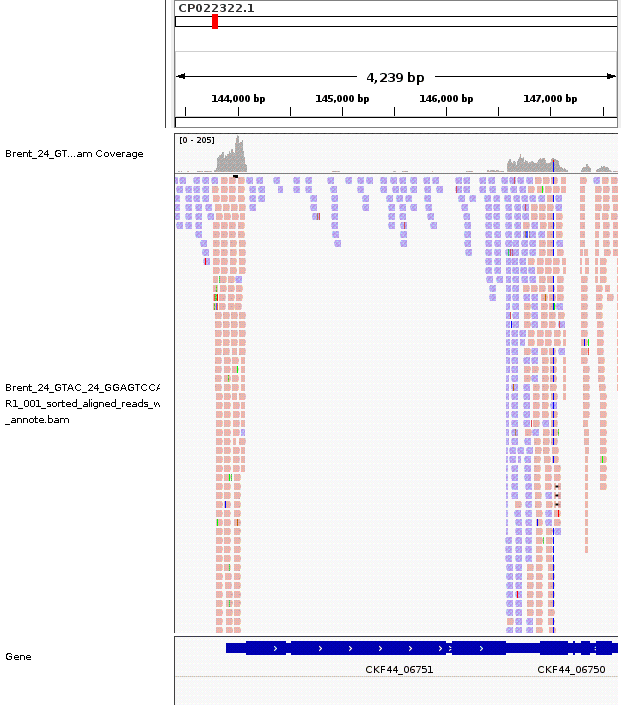 CP022322.1
4,239 bp
144,000 bp 145,000 bp 146,000 bp 147,000 bp
[0 - 205]
Brent_24_GT...am Coverage
Brent_24_GTAC_24_GGAGTCCA
R1_001_sorted_aligned_reads_w
_annote.bam
Gene
CKF44_06751 CKF44_06750